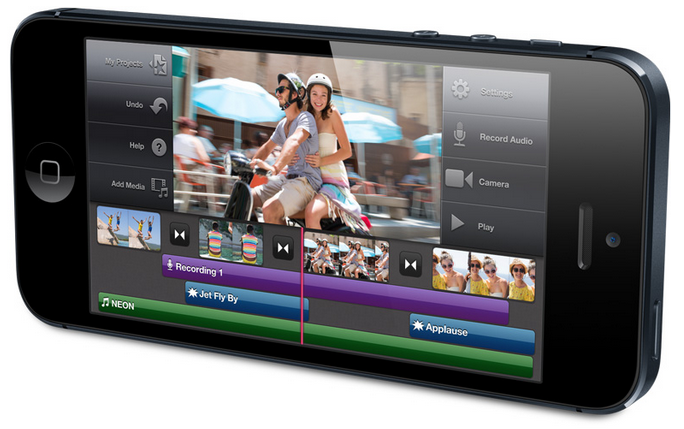 My Projects
Undo
Help
Add Media
Settings
Record Audio
Camera
Play
Recording 1
Jet Fly By
Applause
NEON